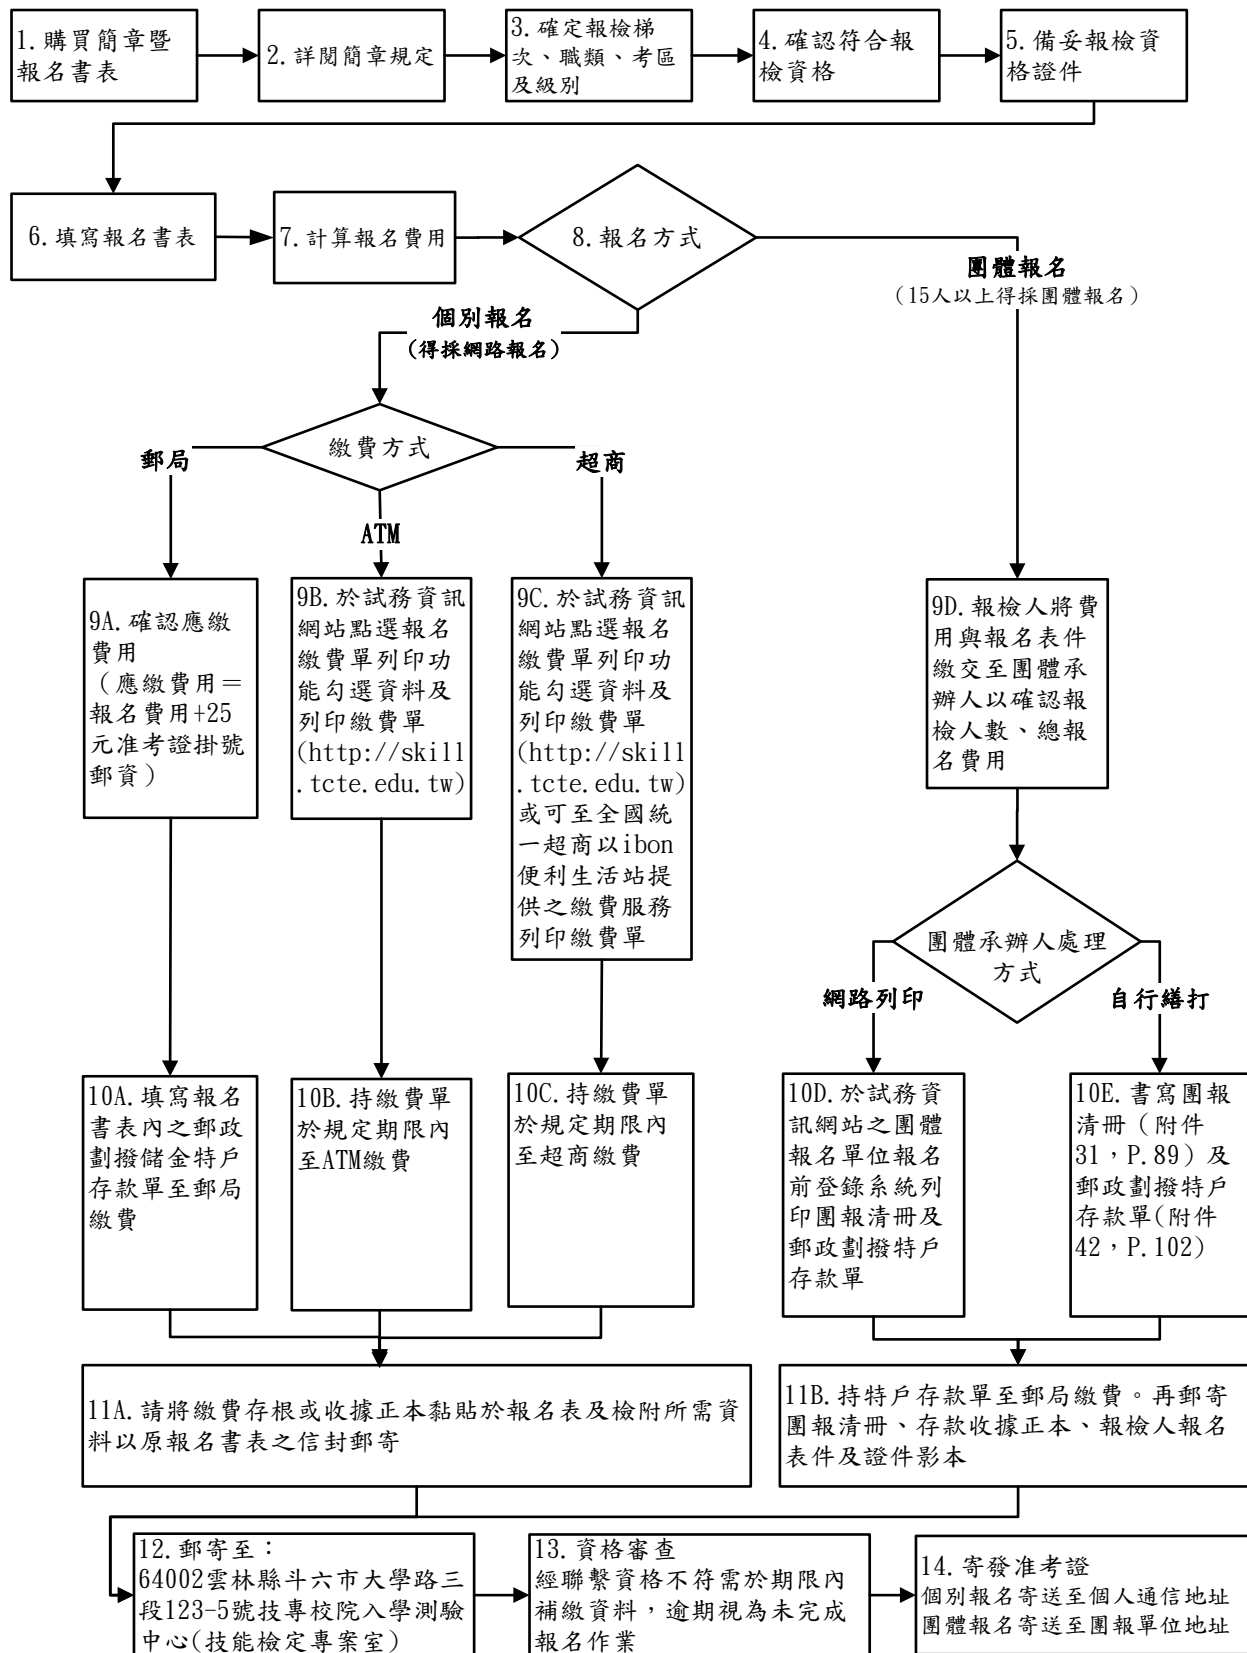 1.購買簡章暨
報名書表
2.詳閱簡章規定
3.確定報檢梯
次、職類、考區
及級別
4.確認符合報
檢資格
5.備妥報檢資
格證件
6.填寫報名書表
7.計算報名費用
8.報名方式
團體報名
（15人以上得採團體報名）
個別報名
(得採網路報名)
繳費方式
郵局
ATM
超商
9A.確認應繳
費用
（應繳費用＝
報名費用+25
元准考證掛號
郵資）
9B.於試務資訊
網站點選報名
繳費單列印功
能勾選資料及
列印繳費單
(http://skill
.tcte.edu.tw)
9C.於試務資訊
網站點選報名
繳費單列印功
能勾選資料及
列印繳費單
(http://skill
.tcte.edu.tw)
或可至全國統
一超商以ibon
便利生活站提
供之繳費服務
列印繳費單
9D.報檢人將費
用與報名表件
繳交至團體承
辦人以確認報
檢人數、總報
名費用
團體承辦人處理
方式
網路列印
自行繕打
10A.填寫報名
書表內之郵政
劃撥儲金特戶
存款單至郵局
繳費
10B.持繳費單
於規定期限內
至ATM繳費
10C.持繳費單
於規定期限內
至超商繳費
10D.於試務資
訊網站之團體
報名單位報名
前登錄系統列
印團報清冊及
郵政劃撥特戶
存款單
10E.書寫團報
清冊（附件
31，P.89）及
郵政劃撥特戶
存款單(附件
42，P.102)
11A.請將繳費存根或收據正本黏貼於報名表及檢附所需資
料以原報名書表之信封郵寄
11B.持特戶存款單至郵局繳費。再郵寄
團報清冊、存款收據正本、報檢人報名
表件及證件影本
12.郵寄至：
64002雲林縣斗六市大學路三
段123-5號技專校院入學測驗
中心(技能檢定專案室)
13.資格審查
經聯繫資格不符需於期限內
補繳資料，逾期視為未完成
報名作業
14.寄發准考證
個別報名寄送至個人通信地址
團體報名寄送至團報單位地址